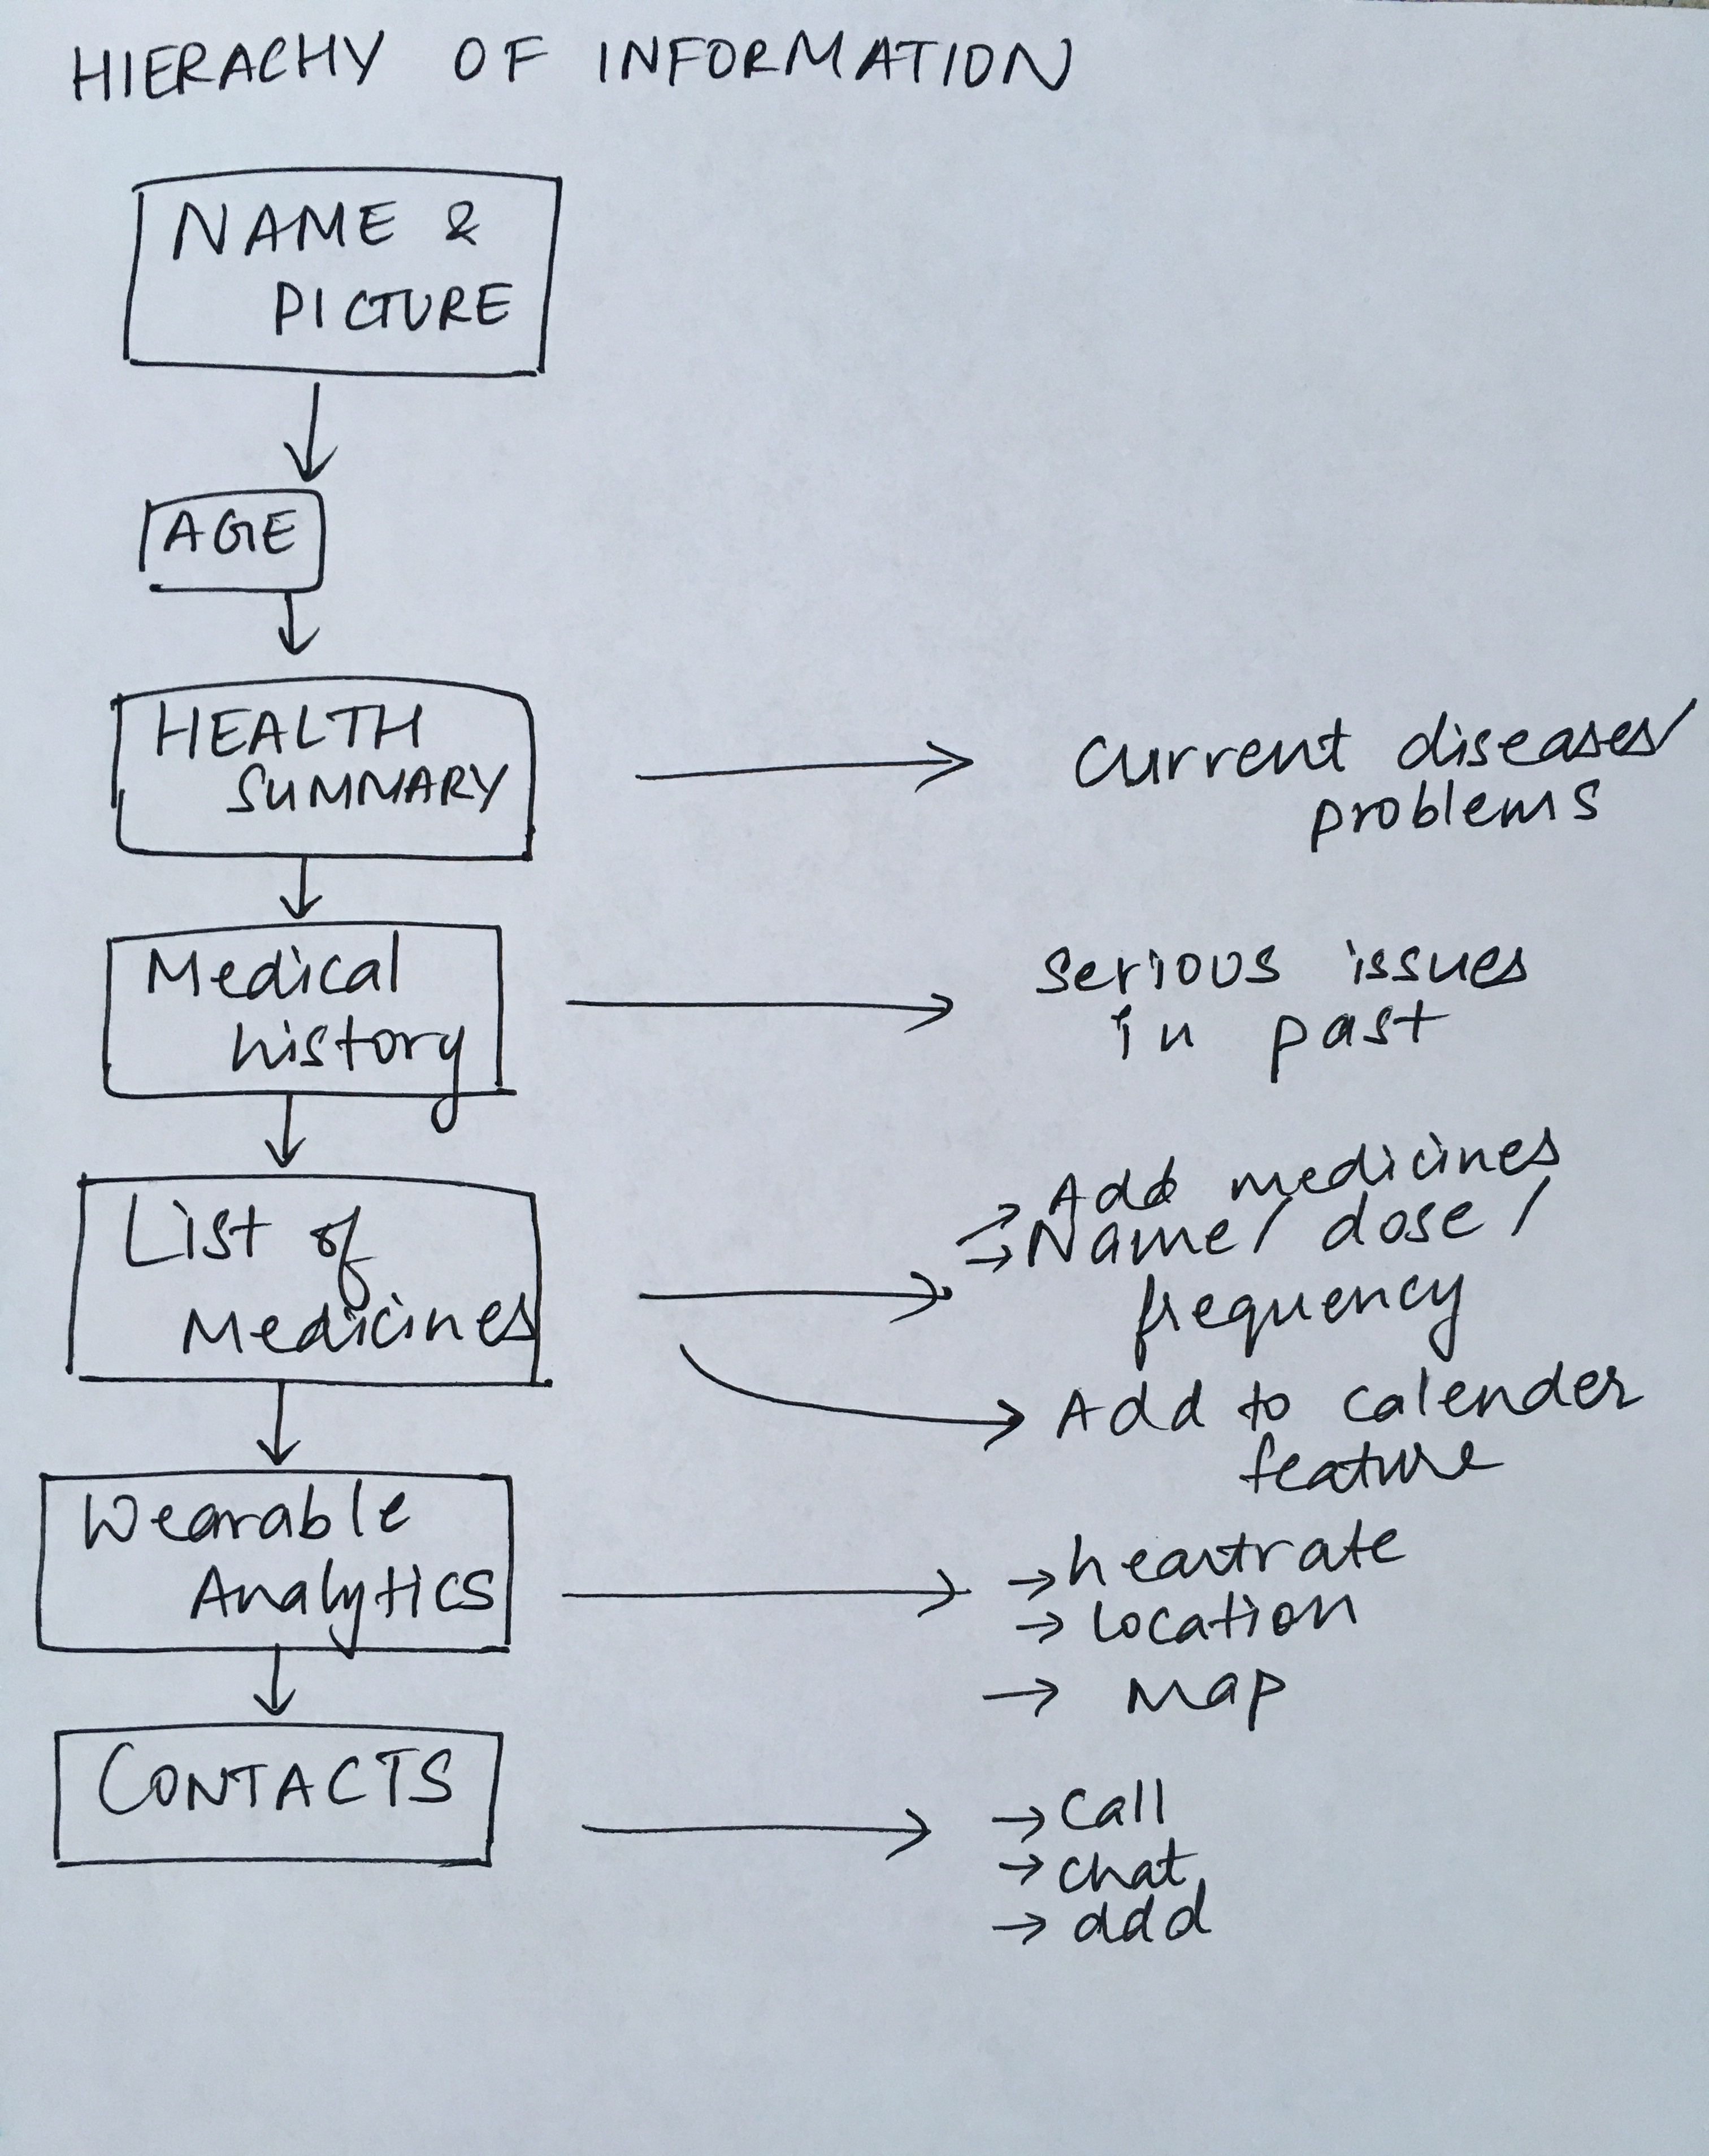 HIERACHY OF INFORMATION
NAME &
PICTURE
AGE
HEALTH
SUMMARY
current diseases/
problems
Medical
history
serious issues
in past
List of
Medicines
→ Add medicines
→ Name / dose /
frequency
Add to calender
feature
Wearable
Analytics
→ heartrate
→ location
→ Map
CONTACTS
→ call
→ chat
→ add